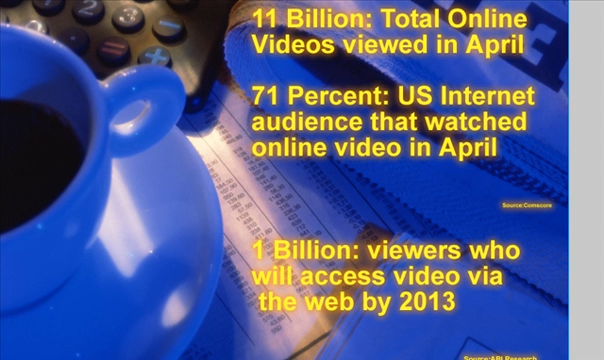 11 Billion: Total Online
Videos viewed in April
71 Percent: US Internet
audience that watched
online video in April
Source:Comscore
1 Billion: viewers who
will access video via
the web by 2013
Source:ABI Research